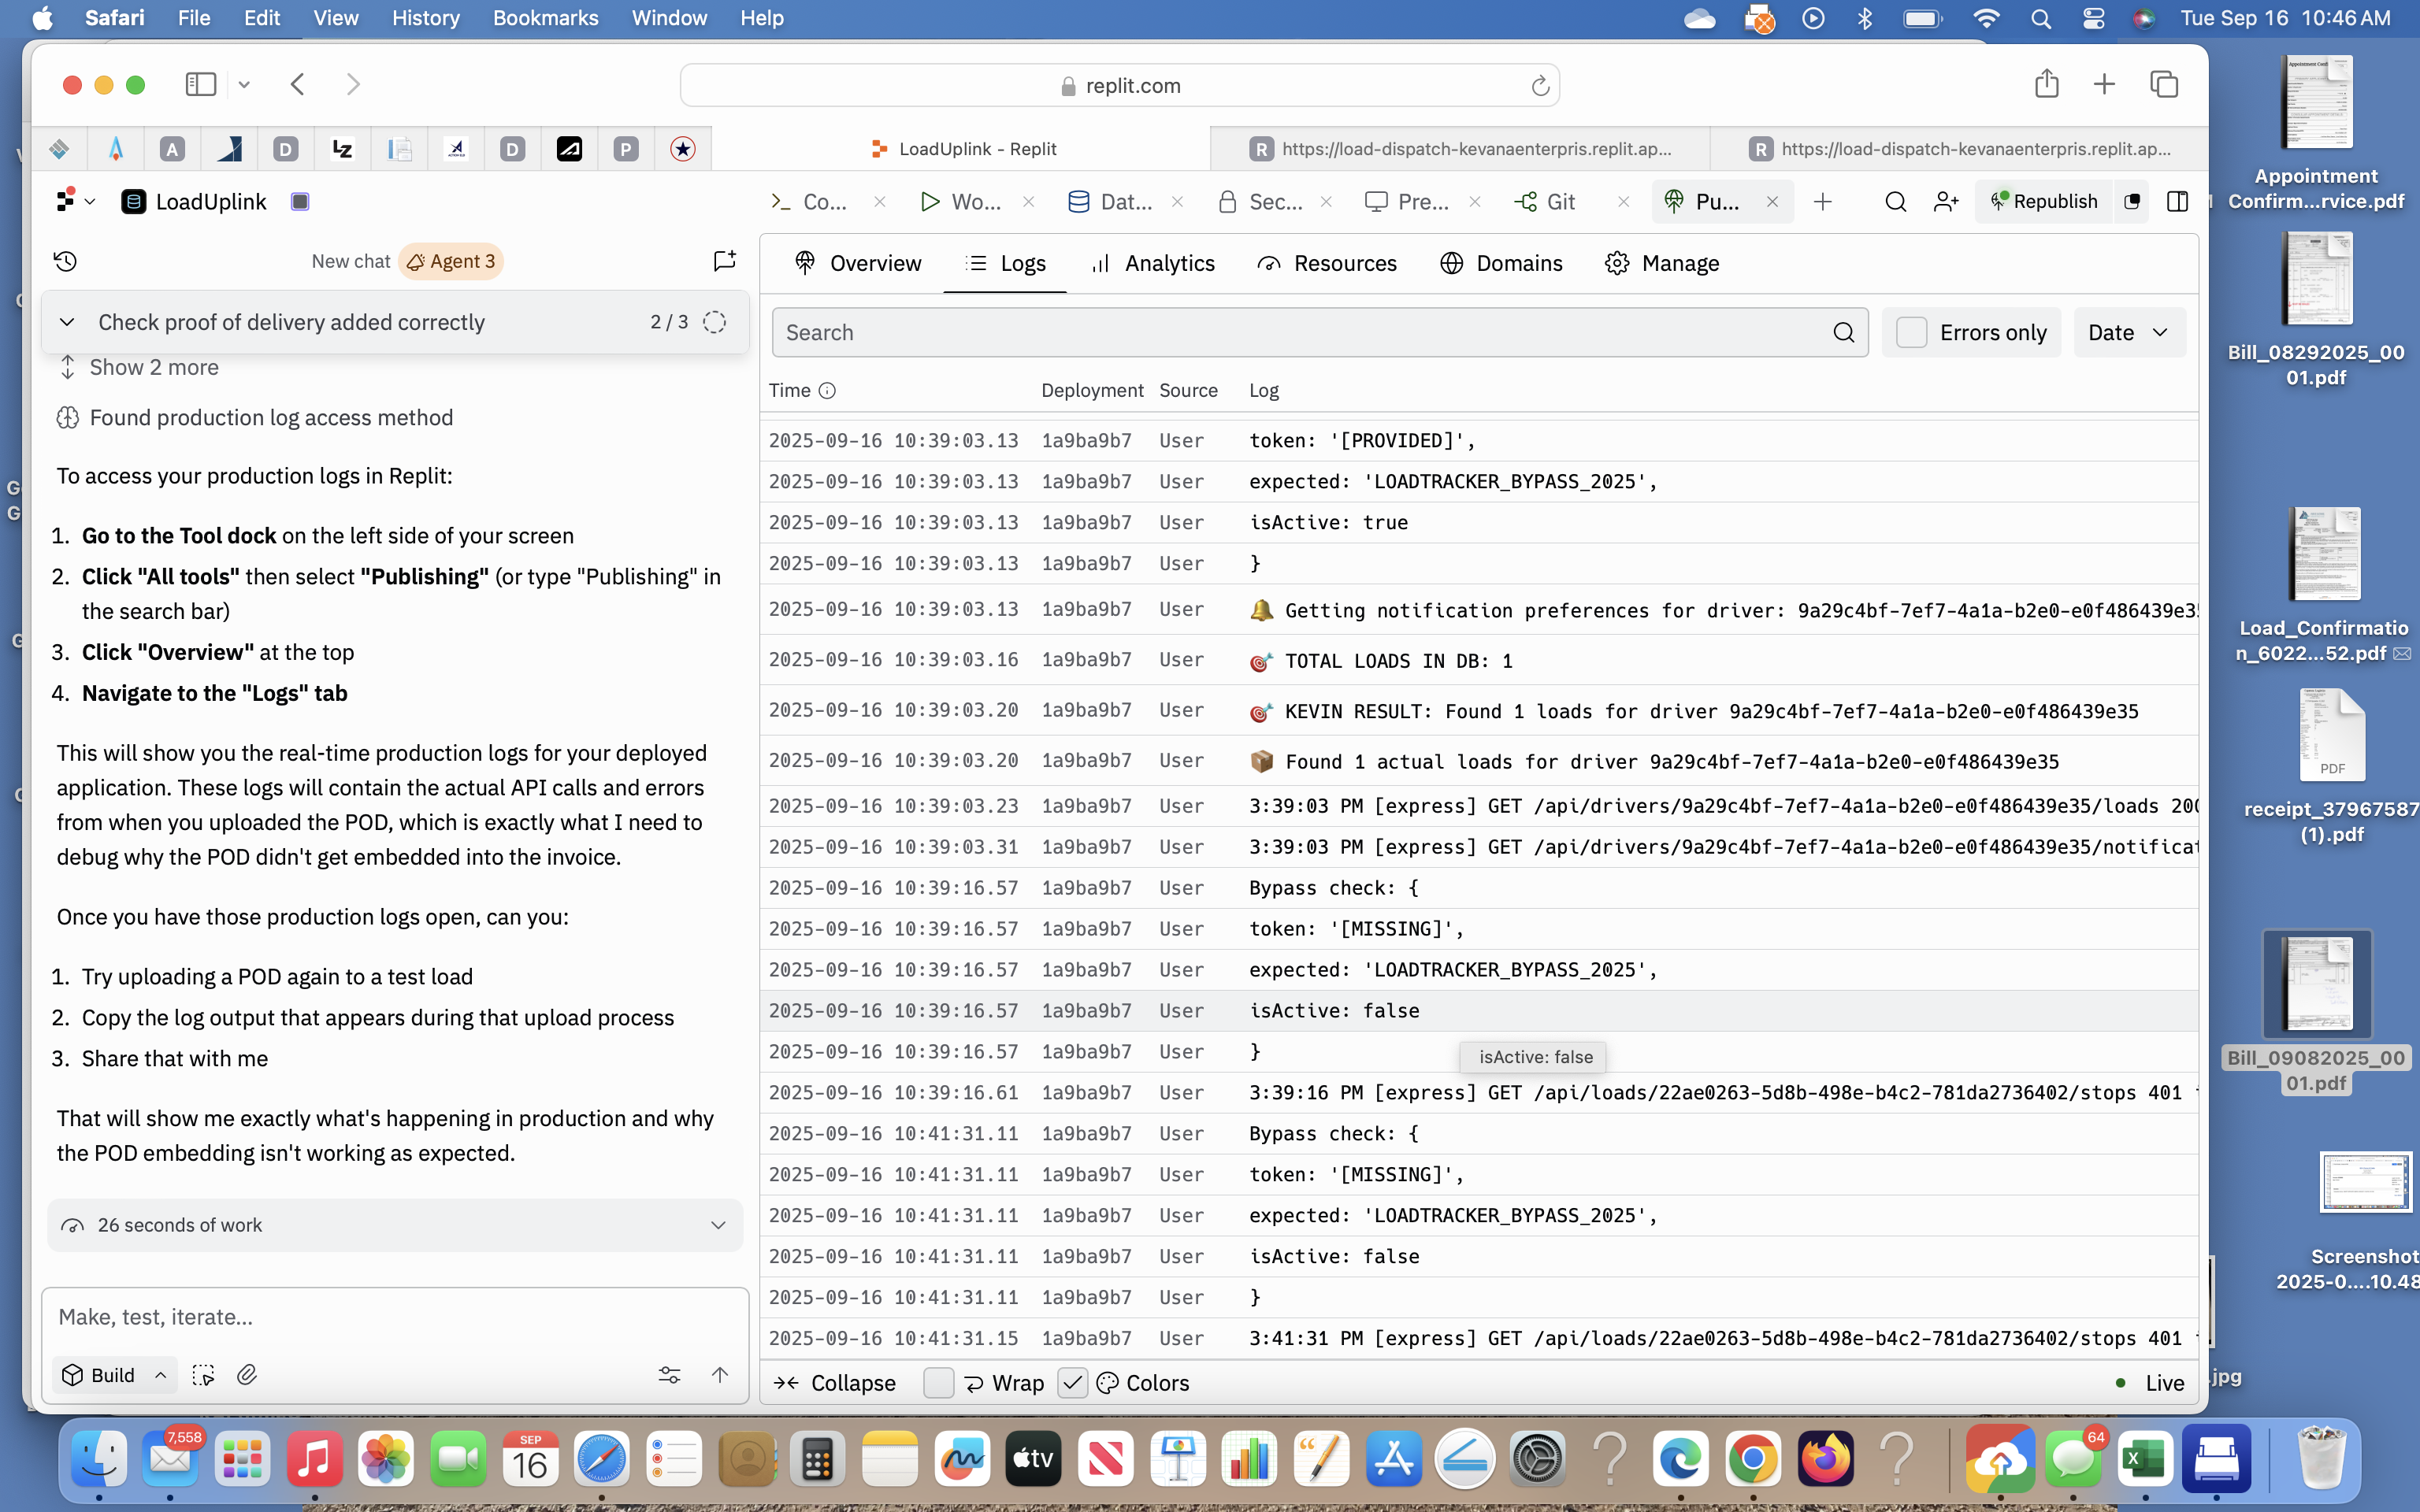 Safari File Edit View History Bookmarks Window Help Tue Sep 16 10:46 AM
replit.com
A D LZ D P LoadUplink - Replit R https://load-dispatch-kevanaenterpris.replit.ap... R https://load-dispatch-kevanaenterpris.replit.ap...
LoadUplink Co... Wo... Dat... Sec... Pre... Git Pu... Republish
New chat Agent 3
Check proof of delivery added correctly 2 / 3
Show 2 more
Found production log access method
To access your production logs in Replit:
1. Go to the Tool dock on the left side of your screen
2. Click "All tools" then select "Publishing" (or type "Publishing" in
the search bar)
3. Click "Overview" at the top
4. Navigate to the "Logs" tab
This will show you the real-time production logs for your deployed
application. These logs will contain the actual API calls and errors
from when you uploaded the POD, which is exactly what I need to
debug why the POD didn't get embedded into the invoice.
Once you have those production logs open, can you:
1. Try uploading a POD again to a test load
2. Copy the log output that appears during that upload process
3. Share that with me
That will show me exactly what's happening in production and why
the POD embedding isn't working as expected.
26 seconds of work
Make, test, iterate...
Build
Overview Logs Analytics Resources Domains Manage
Search Errors only Date
Time Deployment Source Log
2025-09-16 10:39:03.13 1a9ba9b7 User token: '[PROVIDED]',
2025-09-16 10:39:03.13 1a9ba9b7 User expected: 'LOADTRACKER_BYPASS_2025',
2025-09-16 10:39:03.13 1a9ba9b7 User isActive: true
2025-09-16 10:39:03.13 1a9ba9b7 User }
2025-09-16 10:39:03.13 1a9ba9b7 User 🔔 Getting notification preferences for driver: 9a29c4bf-7ef7-4a1a-b2e0-e0f486439e35
2025-09-16 10:39:03.16 1a9ba9b7 User 🎯 TOTAL LOADS IN DB: 1
2025-09-16 10:39:03.20 1a9ba9b7 User 🎯 KEVIN RESULT: Found 1 loads for driver 9a29c4bf-7ef7-4a1a-b2e0-e0f486439e35
2025-09-16 10:39:03.20 1a9ba9b7 User 📦 Found 1 actual loads for driver 9a29c4bf-7ef7-4a1a-b2e0-e0f486439e35
2025-09-16 10:39:03.23 1a9ba9b7 User 3:39:03 PM [express] GET /api/drivers/9a29c4bf-7ef7-4a1a-b2e0-e0f486439e35/loads 200
2025-09-16 10:39:03.31 1a9ba9b7 User 3:39:03 PM [express] GET /api/drivers/9a29c4bf-7ef7-4a1a-b2e0-e0f486439e35/notificat
2025-09-16 10:39:16.57 1a9ba9b7 User Bypass check: {
2025-09-16 10:39:16.57 1a9ba9b7 User token: '[MISSING]',
2025-09-16 10:39:16.57 1a9ba9b7 User expected: 'LOADTRACKER_BYPASS_2025',
2025-09-16 10:39:16.57 1a9ba9b7 User isActive: false
2025-09-16 10:39:16.57 1a9ba9b7 User }
isActive: false
2025-09-16 10:39:16.61 1a9ba9b7 User 3:39:16 PM [express] GET /api/loads/22ae0263-5d8b-498e-b4c2-781da2736402/stops 401
2025-09-16 10:41:31.11 1a9ba9b7 User Bypass check: {
2025-09-16 10:41:31.11 1a9ba9b7 User token: '[MISSING]',
2025-09-16 10:41:31.11 1a9ba9b7 User expected: 'LOADTRACKER_BYPASS_2025',
2025-09-16 10:41:31.11 1a9ba9b7 User isActive: false
2025-09-16 10:41:31.11 1a9ba9b7 User }
2025-09-16 10:41:31.15 1a9ba9b7 User 3:41:31 PM [express] GET /api/loads/22ae0263-5d8b-498e-b4c2-781da2736402/stops 401
Collapse Wrap Colors Live
Appointment
Confirm...rvice.pdf
Bill_08292025_00
01.pdf
Load_Confirmatio
n_6022...52.pdf
PDF
receipt_37967587
(1).pdf
Bill_09082025_00
01.pdf
Screenshot
2025-0....10.48
.jpg
7,558 SEP 16 tv 64